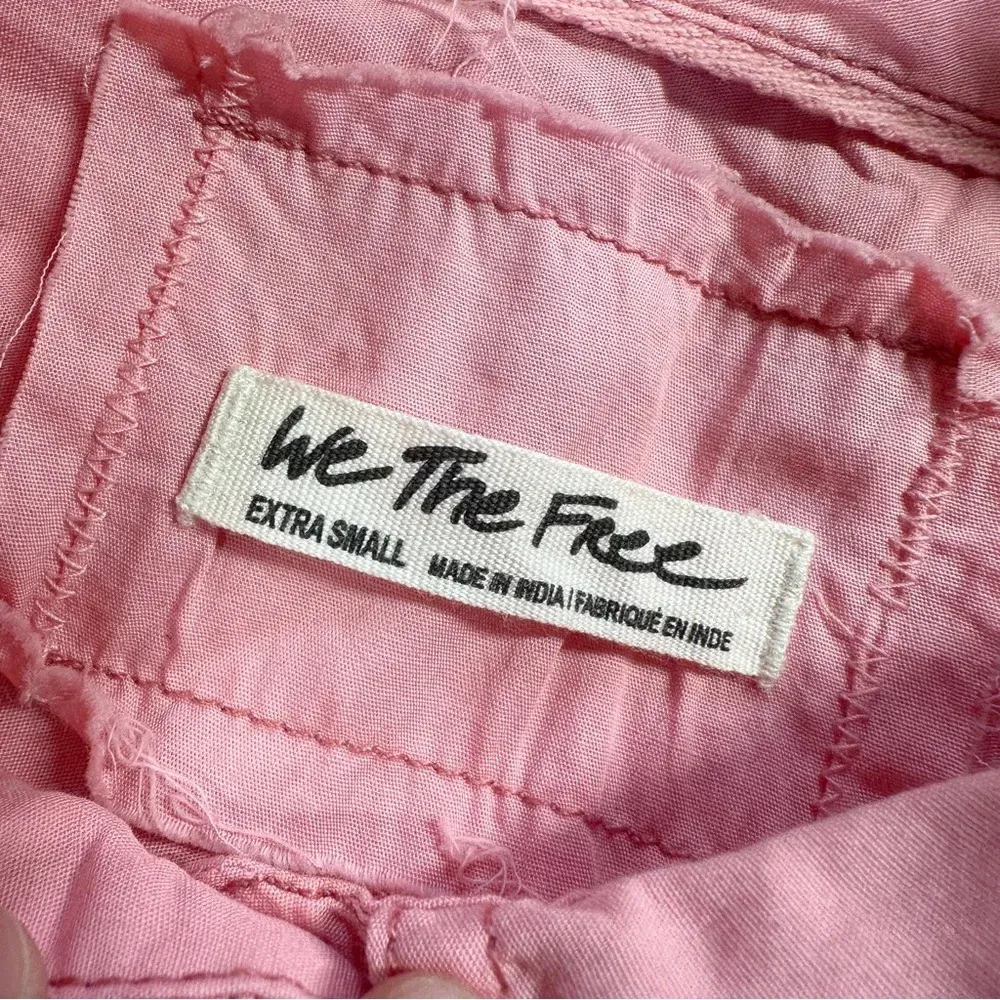 We The Free
EXTRA SMALL MADE IN INDIA | FABRIQUÉ EN INDE